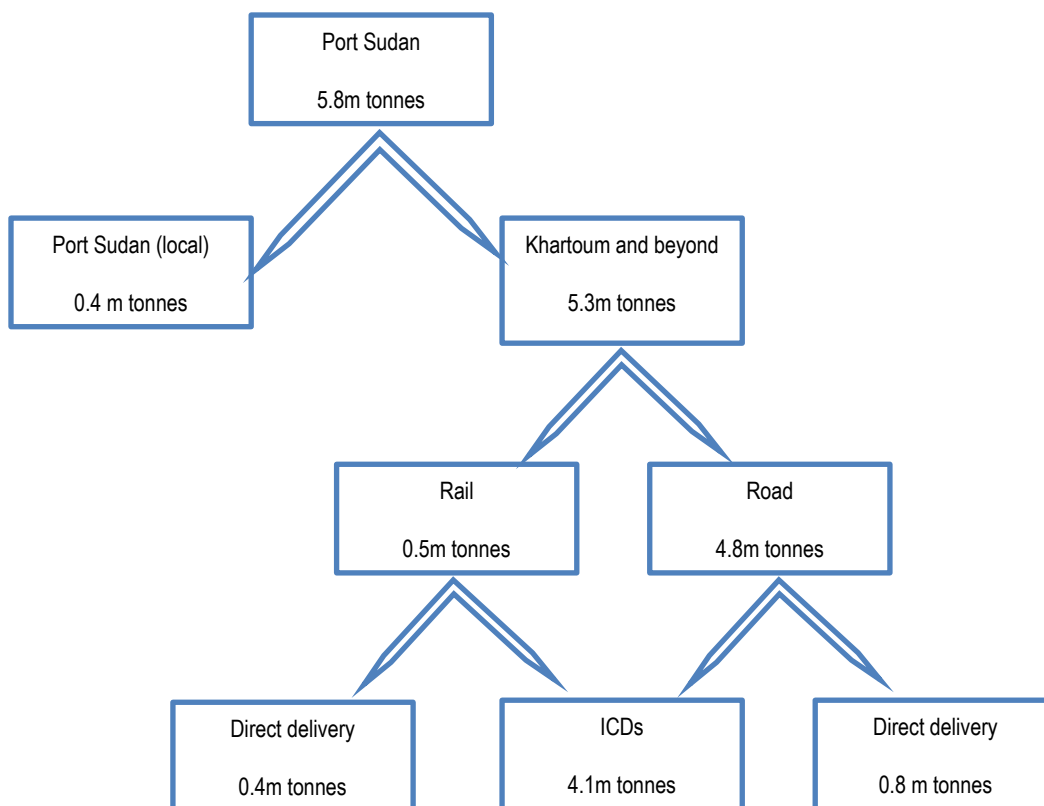 Port Sudan
5.8m tonnes
Port Sudan (local)
0.4 m tonnes
Khartoum and beyond
5.3m tonnes
Rail
0.5m tonnes
Road
4.8m tonnes
Direct delivery
0.4m tonnes
ICDs
4.1m tonnes
Direct delivery
0.8 m tonnes